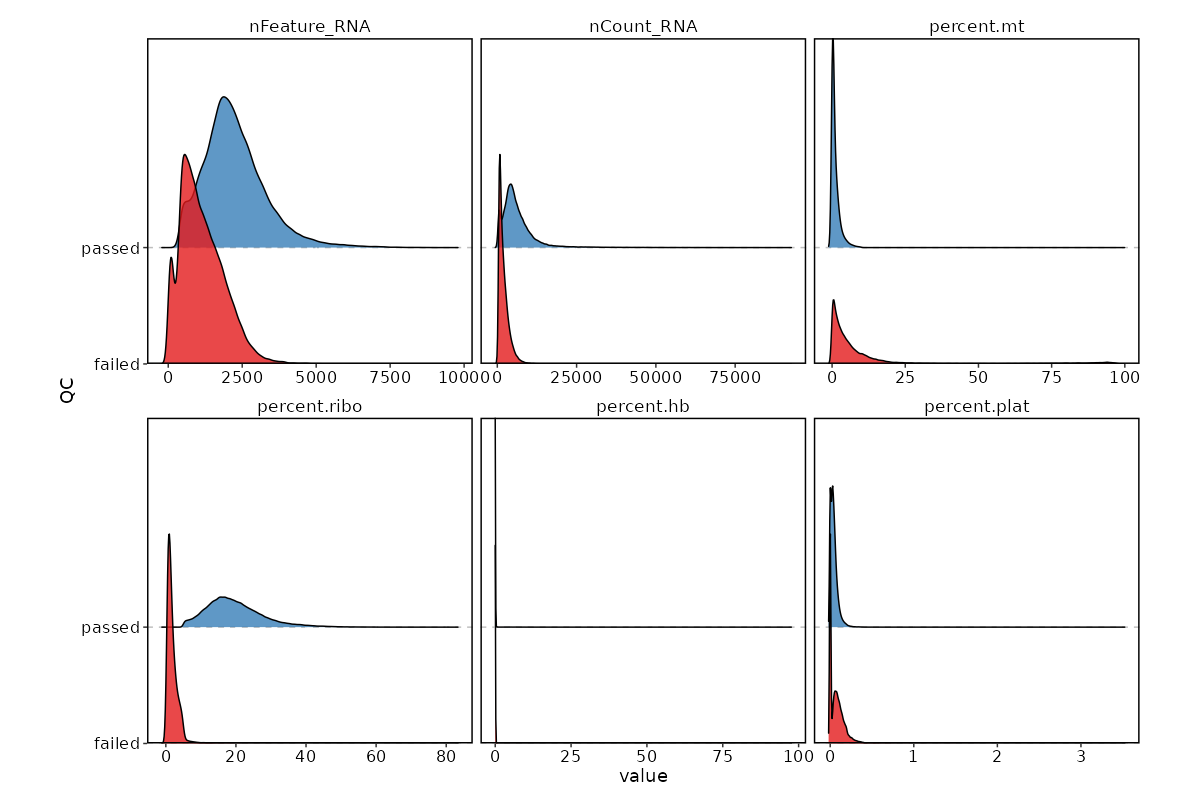 nFeature_RNA nCount_RNA percent.mt
passed
failed
0 2500 5000 7500 10000 0 25000 50000 75000 0 25 50 75 100
QC
percent.ribo percent.hb percent.plat
passed
failed
0 20 40 60 80 0 25 50 75 100 0 1 2 3
value